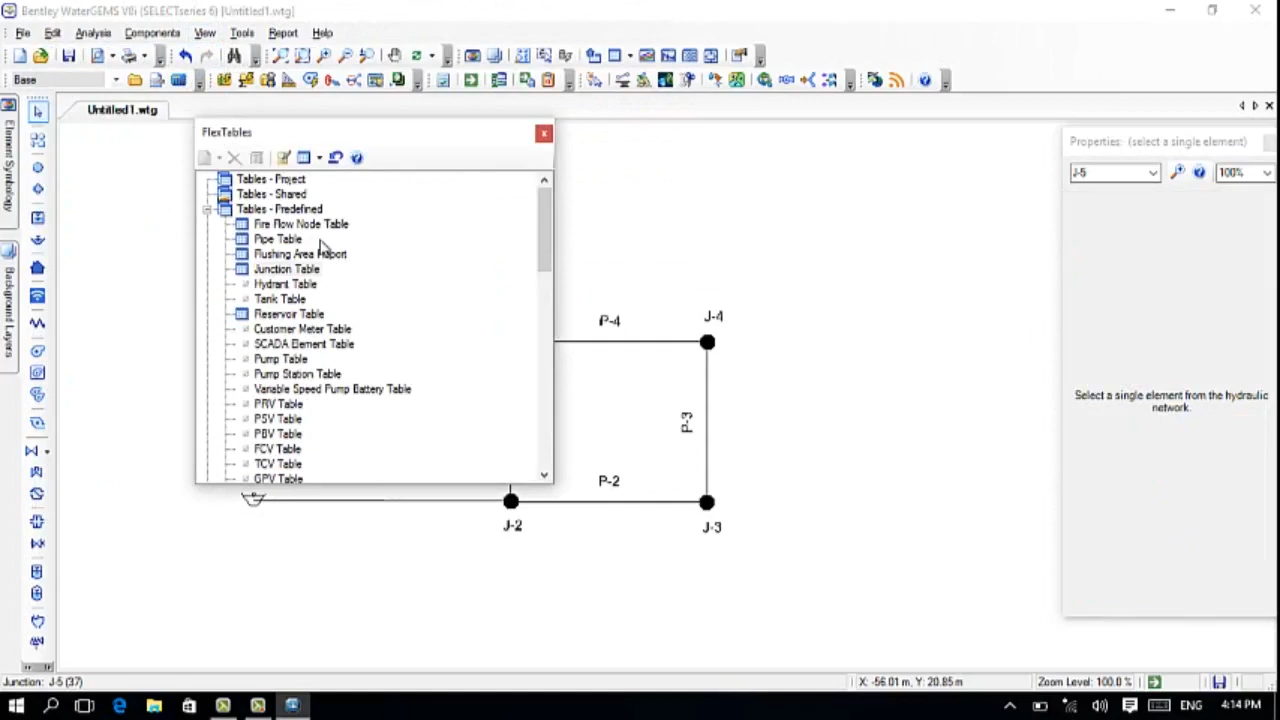 Bentley WaterGEMS V8i (SELECTseries 6) [Untitled1.wtg]
File Edit Analysis Components View Tools Report Help
Base
Untitled1.wtg
Element Symbology
Background Layers
FlexTables
Tables - Project
Tables - Shared
Tables - Predefined
Fire Flow Node Table
Pipe Table
Flushing Area Report
Junction Table
Hydrant Table
Tank Table
Reservoir Table
Customer Meter Table
SCADA Element Table
Pump Table
Pump Station Table
Variable Speed Pump Battery Table
PRV Table
PSV Table
PBV Table
FCV Table
TCV Table
GPV Table
P-4
J-4
P-3
P-2
J-2
J-3
Properties: (select a single element)
J-5
100%
Select a single element from the hydraulic
network.
Junction: J-5 (37)
X: -56.01 m, Y: 20.85 m
Zoom Level: 100.0 %
ENG
4:14 PM